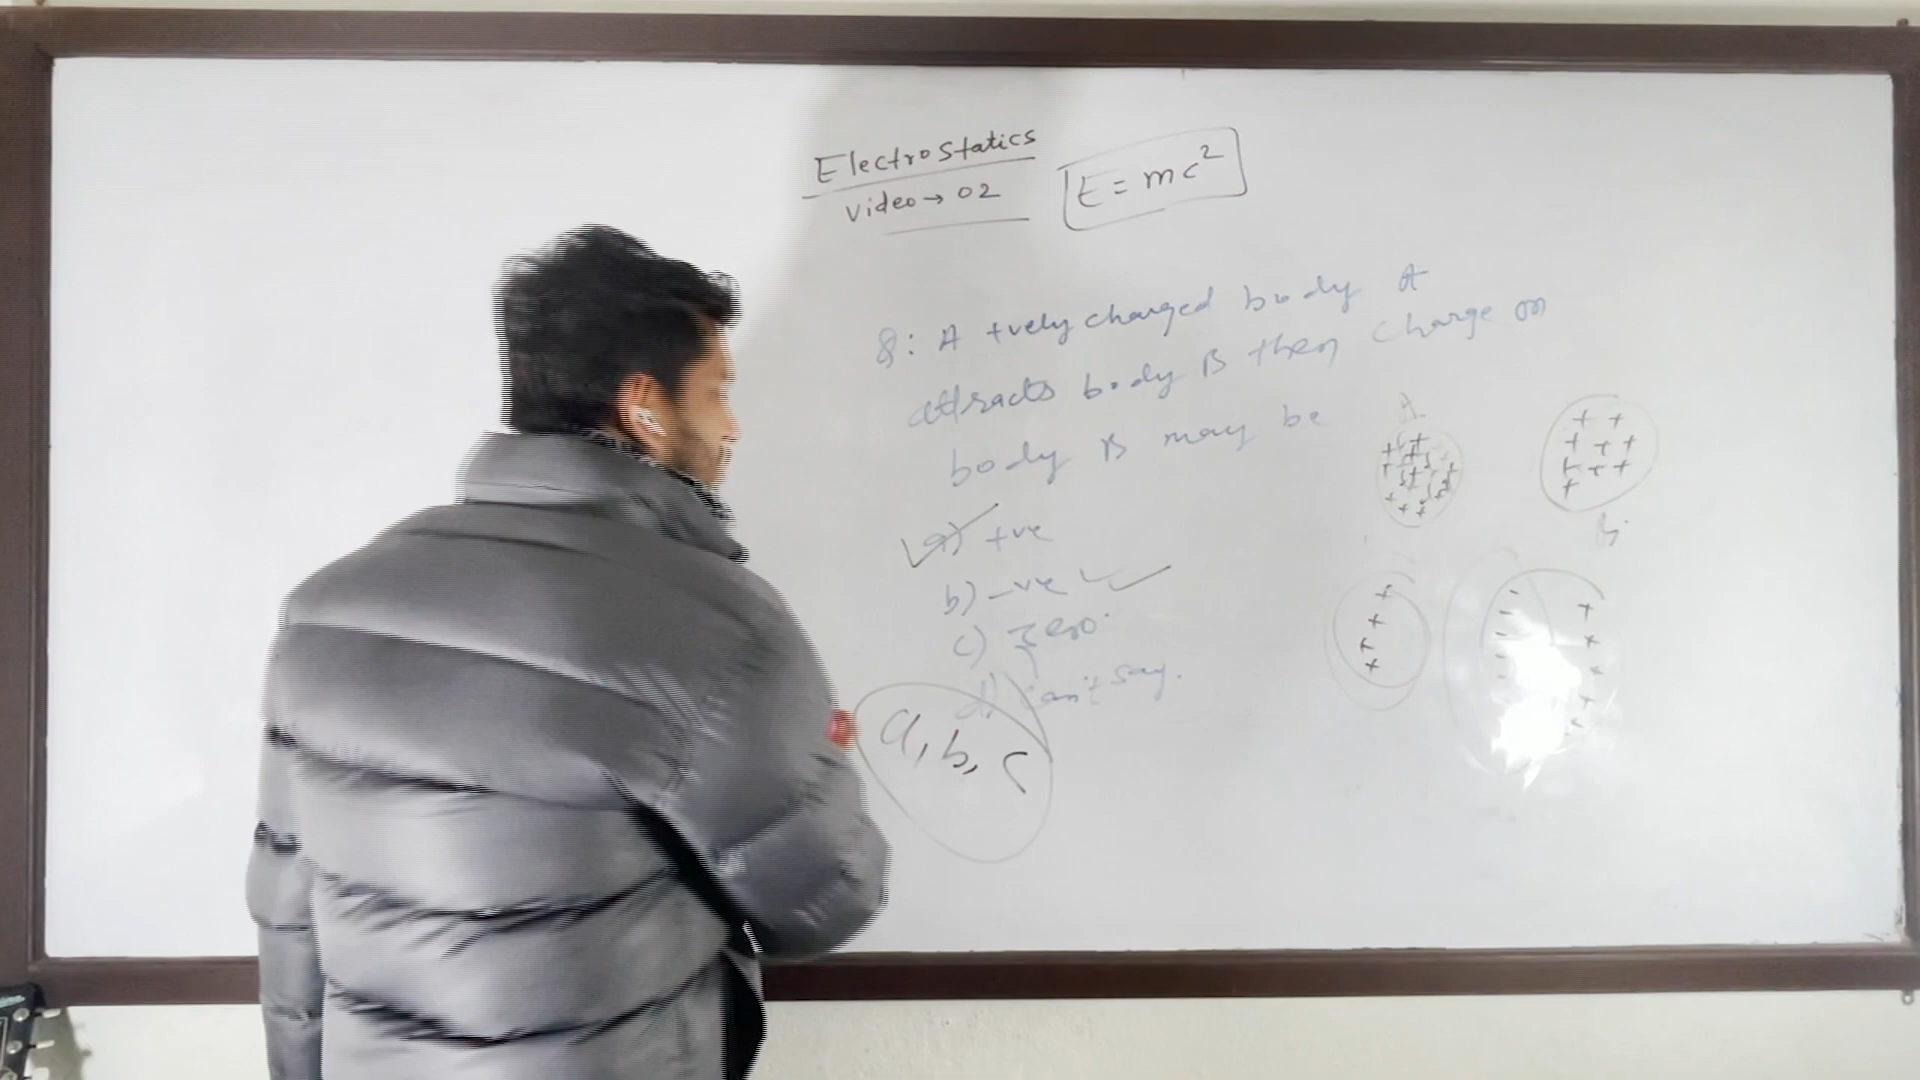 Electrostatics
Video → 02
E = mc²
Q: A +vely charged body A
attracts body B then charge on
body B may be
a) +ve
b) -ve
c) Zero.
d) can't say.
a, b, c
A
B